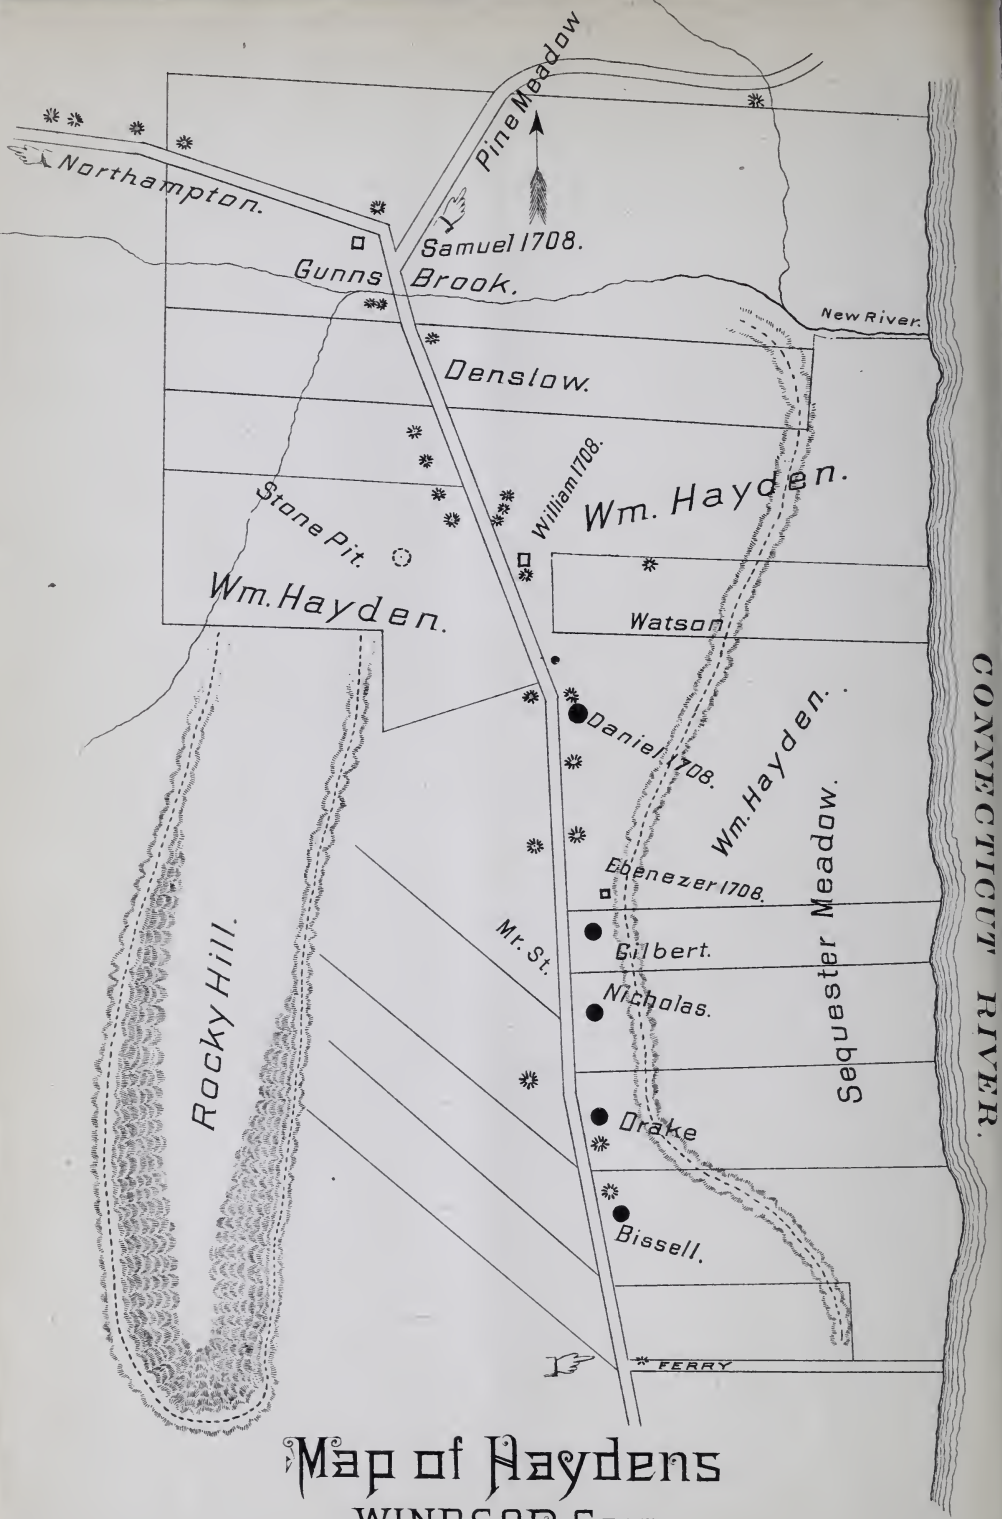 Pine Meadow
Northampton.
Samuel 1708.
Gunns Brook.
New River.
Denslow.
William 1708.
Wm. Hayden.
Stone Pit.
Wm. Hayden.
Watson
Daniel 1708.
Wm. Hayden.
Sequester Meadow.
CONNECTICUT RIVER.
Ebenezer 1708.
Mr. St.
Gilbert.
Nicholas.
Rocky Hill.
Drake
Bissell.
FERRY
Map of Haydens
WINDSOR